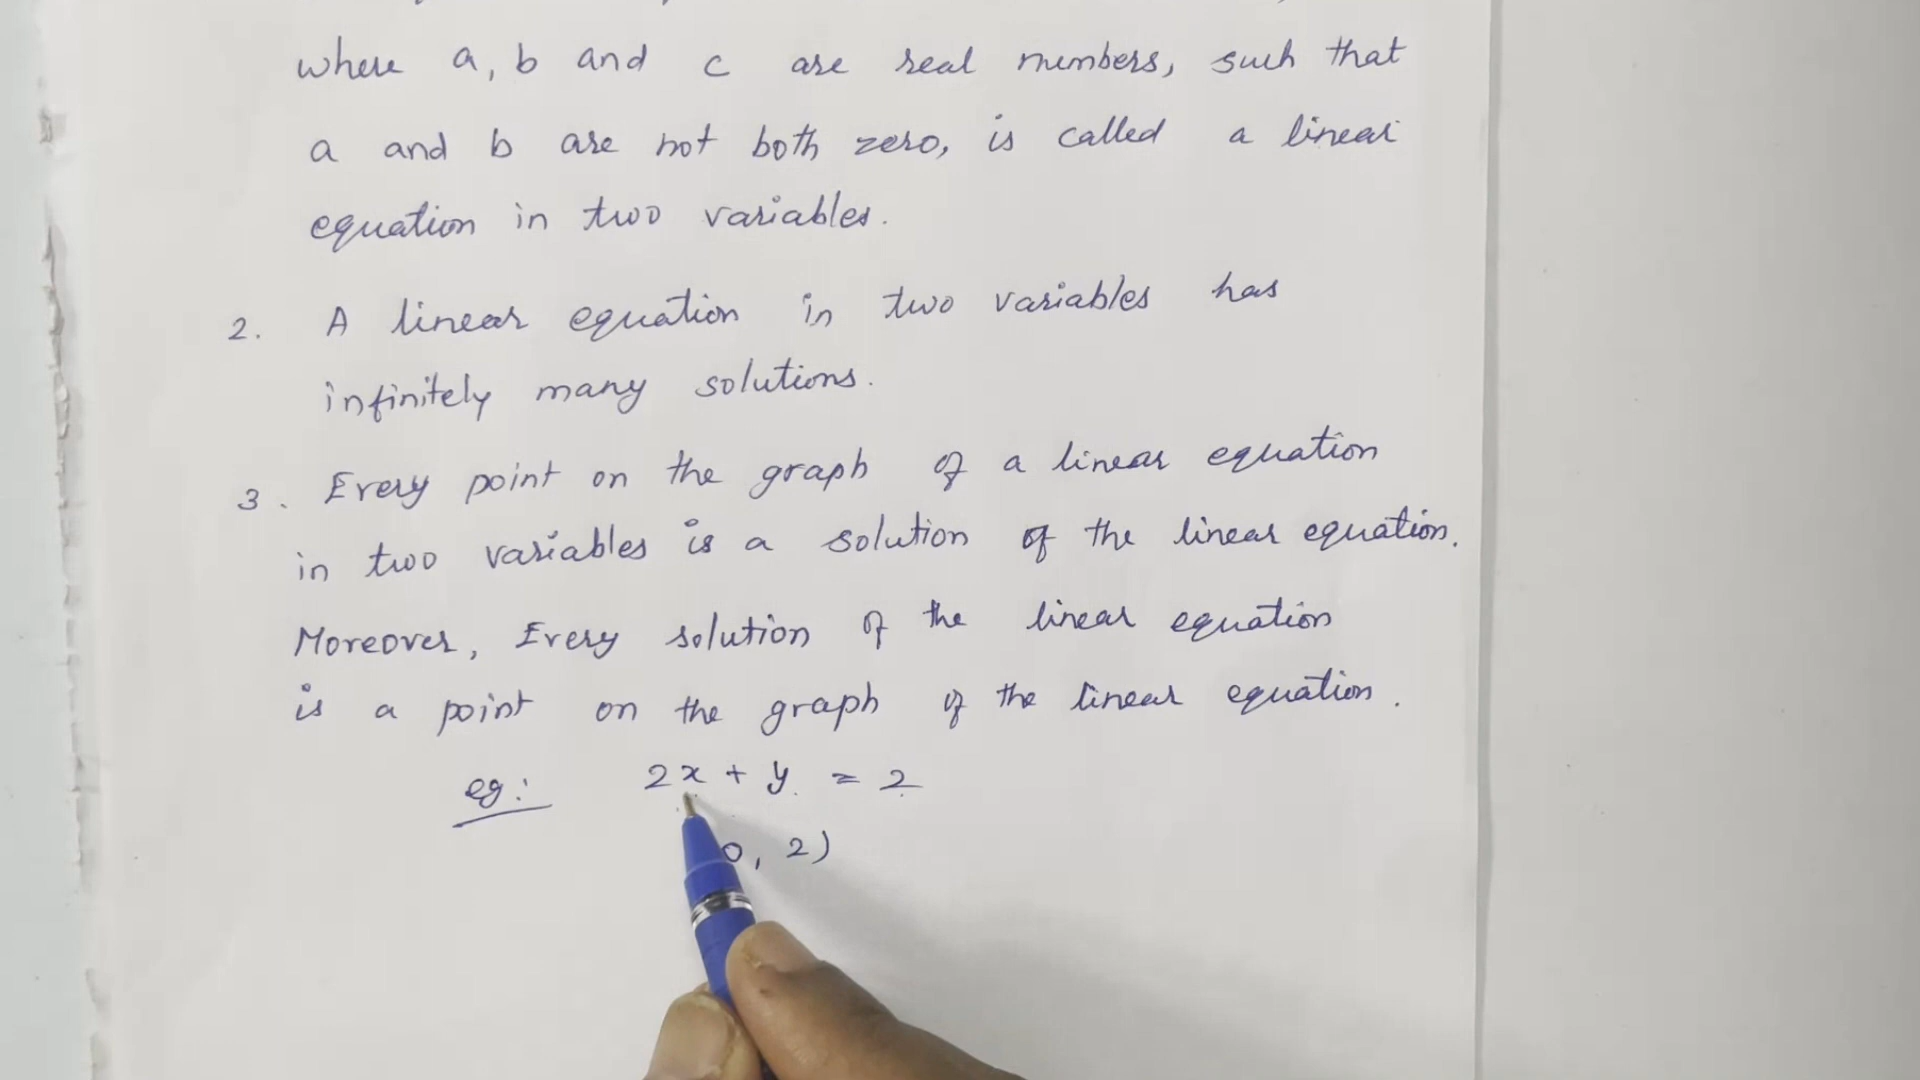 where a, b and c are real numbers, such that
a and b are not both zero, is called a linear
equation in two variables.
2. A linear equation in two variables has
infinitely many solutions.
3. Every point on the graph of a linear equation
in two variables is a solution of the linear equation.
Moreover, Every solution of the linear equation
is a point on the graph of the linear equation.
eg: 2x + y = 2
0, 2)